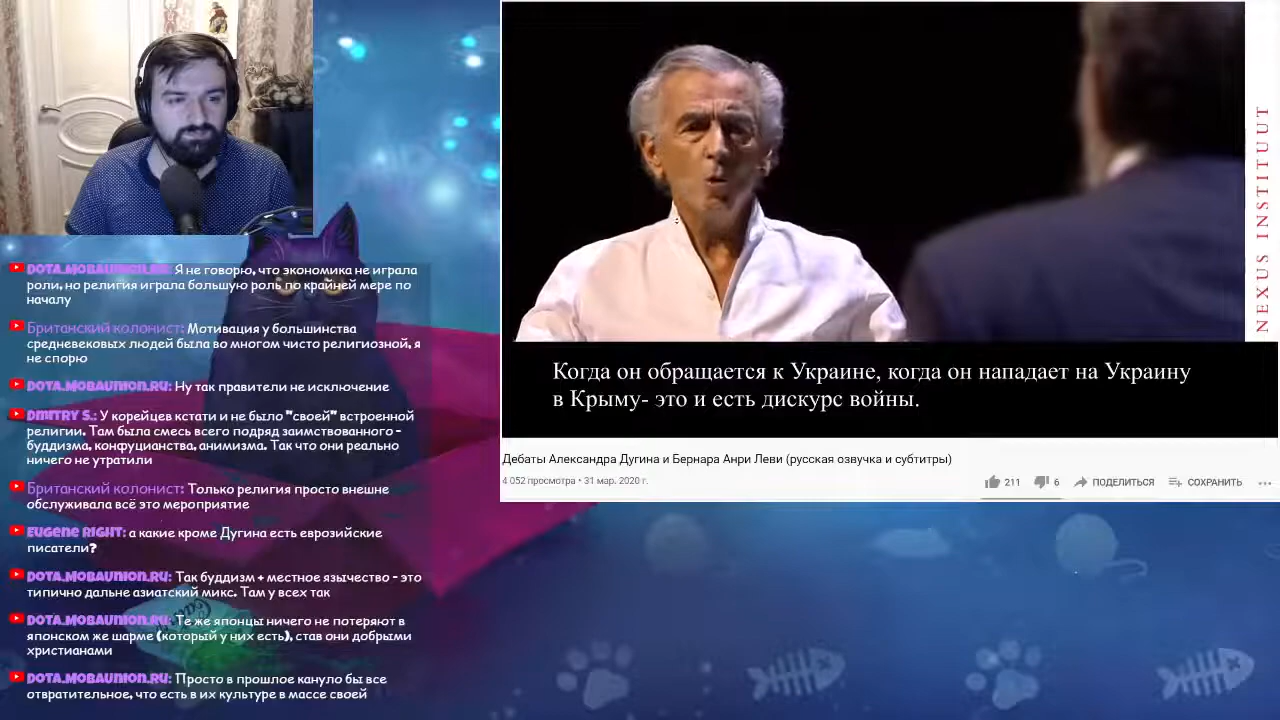 DOTA.MOBAUNION.RU: Я не говорю, что экономика не играла
роли, но религия играла большую роль по крайней мере по
началу
Британский колонист: Мотивация у большинства
средневековых людей была во многом чисто религиозной, я
не спорю
DOTA.MOBAUNION.RU: Ну так правители не исключение
DMITRY S.: У корейцев кстати и не было "своей" встроенной
религии. Там была смесь всего подряд заимствованного -
буддизма, конфуцианства, анимизма. Так что они реально
ничего не утратили
Британский колонист: Только религия просто внешне
обслуживала всё это мероприятие
EUGENE RIGHT: а какие кроме Дугина есть еврозийские
писатели?
DOTA.MOBAUNION.RU: Так буддизм + местное язычество - это
типично дальне азиатский микс. Там у всех так
DOTA.MOBAUNION.RU: Те же японцы ничего не потеряют в
японском же шарме (который у них есть), став они добрыми
христианами
DOTA.MOBAUNION.RU: Просто в прошлое кануло бы все
отвратительное, что есть в их культуре в массе своей
NEXUS INSTITUUT
Когда он обращается к Украине, когда он нападает на Украину
в Крыму- это и есть дискурс войны.
Дебаты Александра Дугина и Бернара Анри Леви (русская озвучка и субтитры)
4 052 просмотра • 31 мар. 2020 г.
211 6 ПОДЕЛИТЬСЯ СОХРАНИТЬ